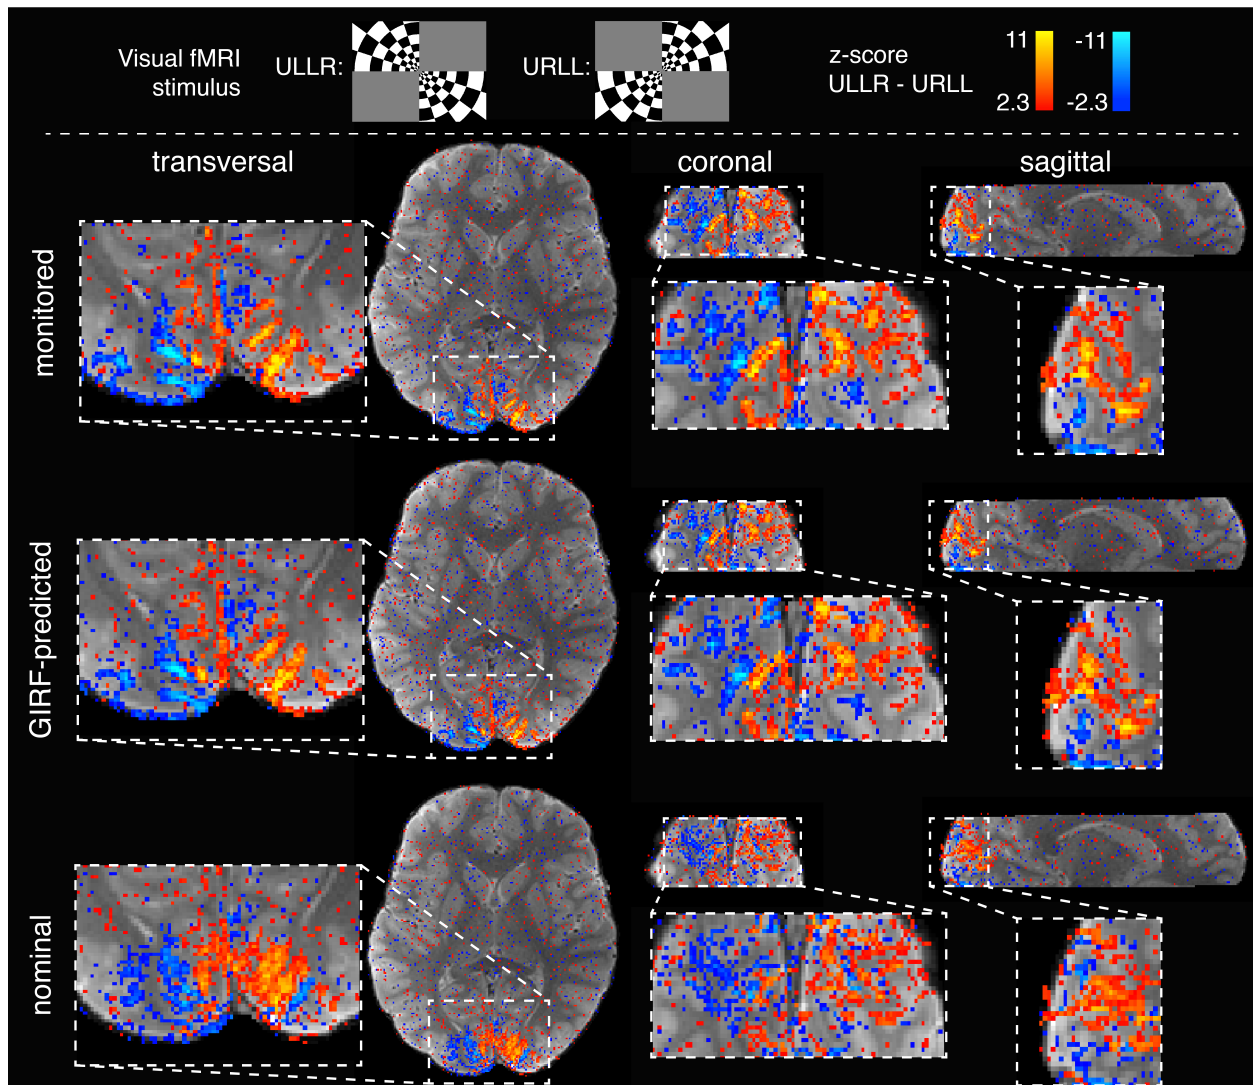 Visual fMRI
stimulus
ULLR:
URLL:
z-score
ULLR - URLL
11
2.3
-11
-2.3
transversal
coronal
sagittal
monitored
GIRF-predicted
nominal